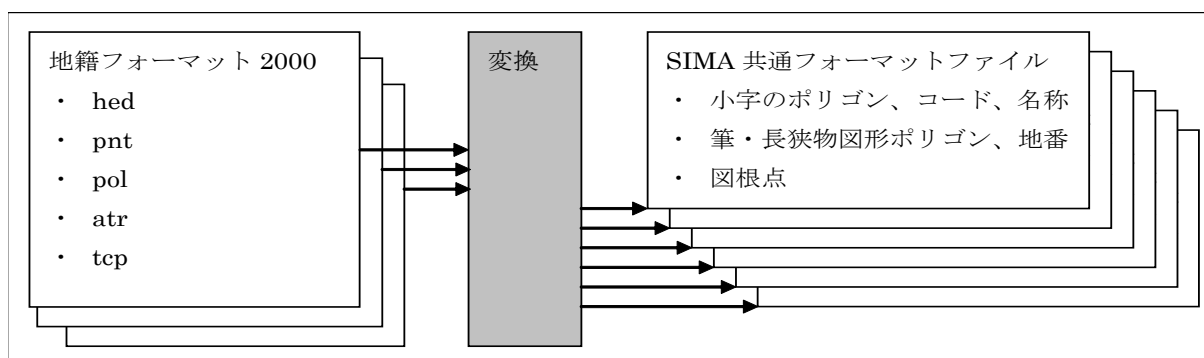 地籍フォーマット 2000
・ hed
・ pnt
・ pol
・ atr
・ tcp
変換
SIMA 共通フォーマットファイル
・ 小字のポリゴン、コード、名称
・ 筆・長狭物図形ポリゴン、地番
・ 図根点